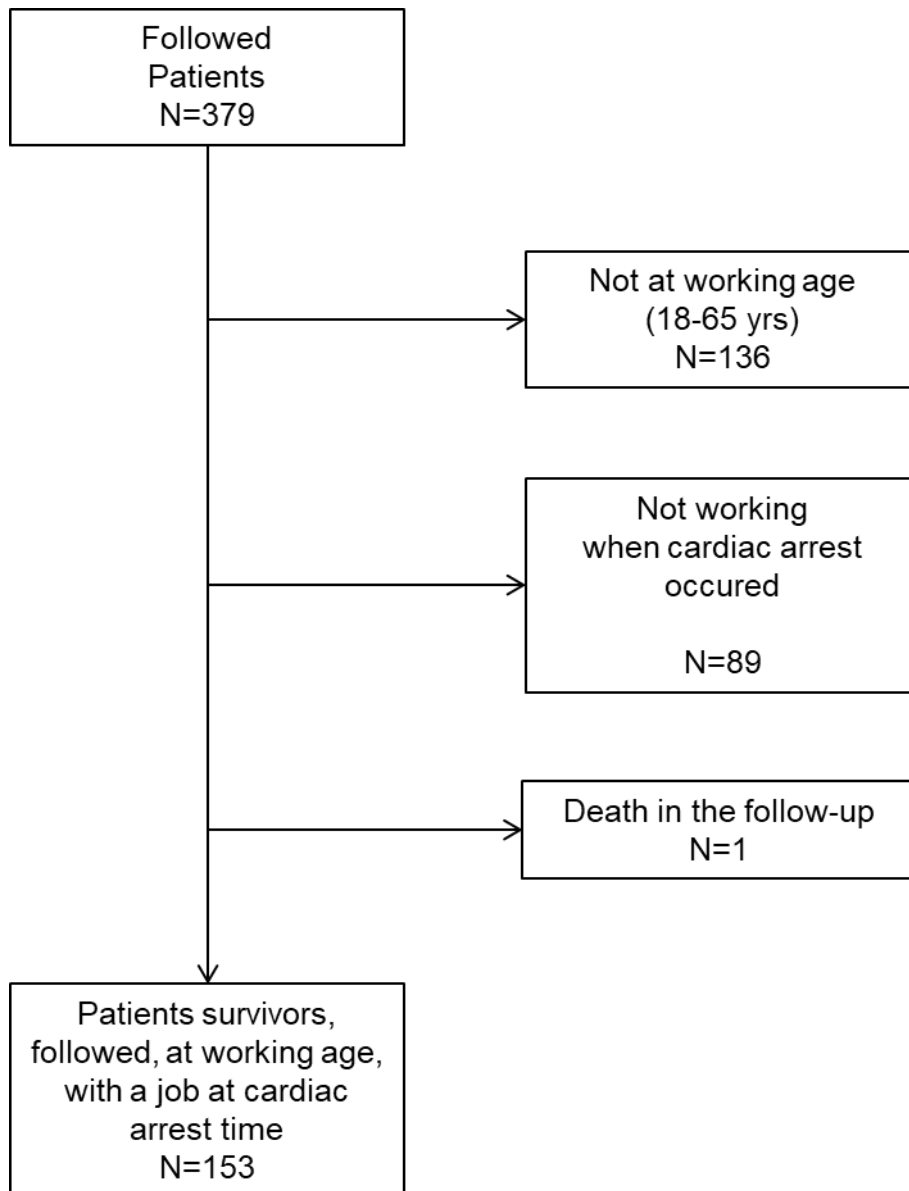 Followed
Patients
N=379
Not at working age
(18-65 yrs)
N=136
Not working
when cardiac arrest
occured
N=89
Death in the follow-up
N=1
Patients survivors,
followed, at working age,
with a job at cardiac
arrest time
N=153